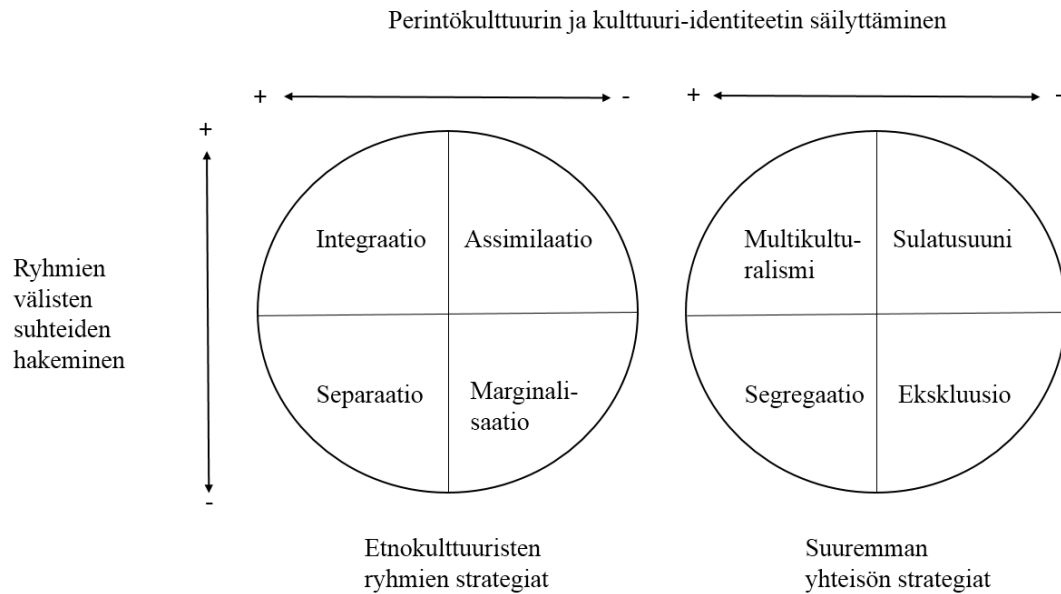 Perintökulttuurin ja kulttuuri-identiteetin säilyttäminen
+ - + -
+
Ryhmien
välisten
suhteiden
hakeminen
-
Integraatio
Assimilaatio
Separaatio
Marginali-
saatio
Multikultu-
ralismi
Sulatusuuni
Segregaatio
Ekskluusio
Etnokulttuuristen
ryhmien strategiat
Suuremman
yhteisön strategiat